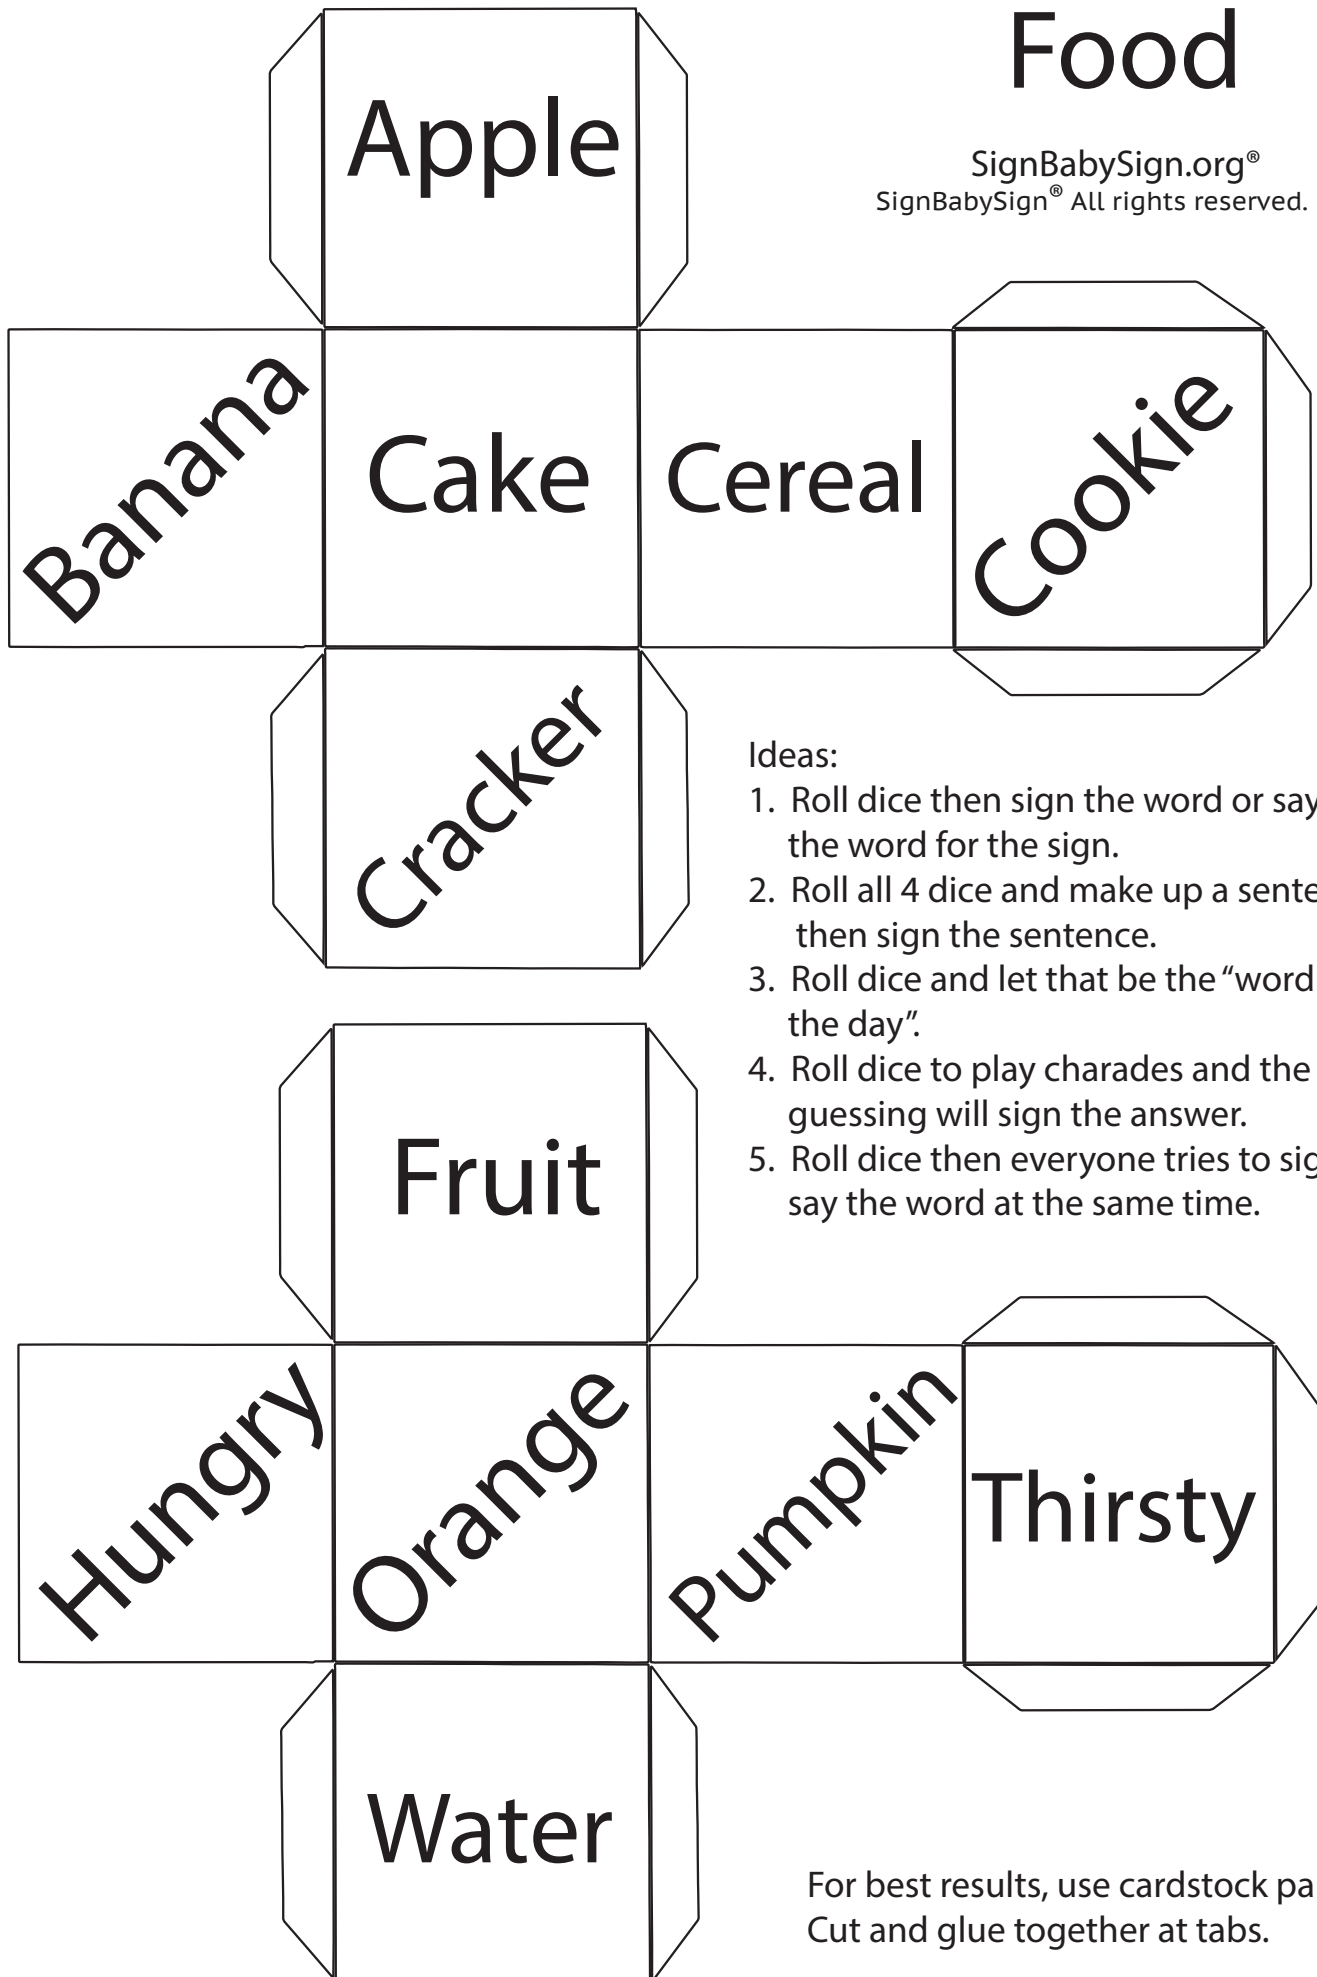 Food
SignBabySign.org®
SignBabySign® All rights reserved.
Apple
Banana
Cake
Cereal
Cookie
Cracker
Ideas:
1. Roll dice then sign the word or say
the word for the sign.
2. Roll all 4 dice and make up a
then sign the sentence.
3. Roll dice and let that be the “word
the day”.
4. Roll dice to play charades and the
guessing will sign the answer.
5. Roll dice then everyone tries to
say the word at the same time.
Fruit
Hungry
Orange
Pumpkin
Thirsty
Water
For best results, use cardstock
Cut and glue together at tabs.